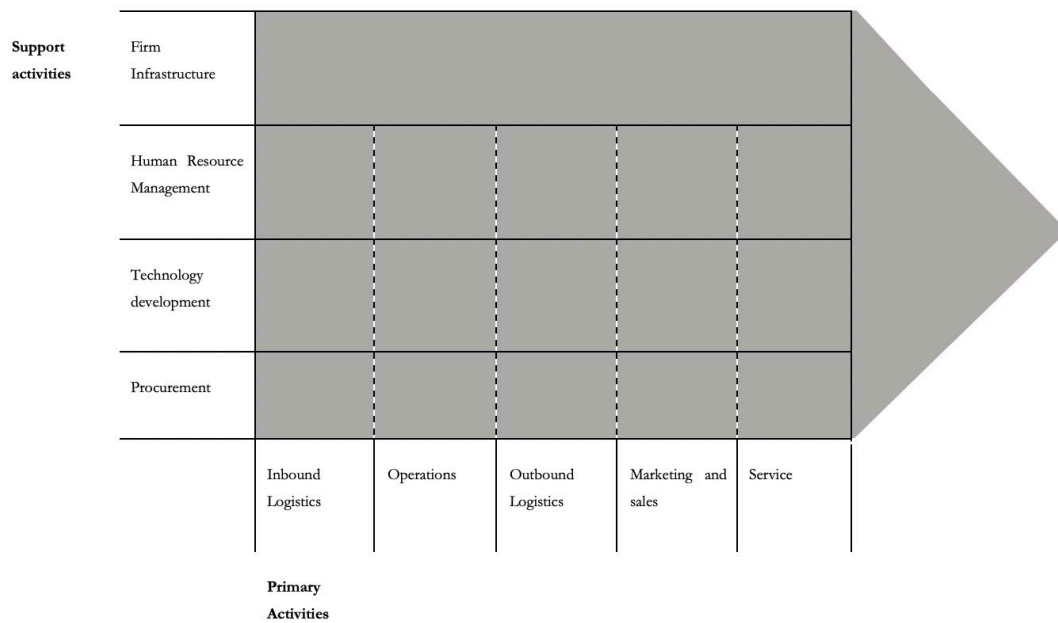 Support
activities
Firm
Infrastructure
Human Resource
Management
Technology
development
Procurement
Inbound
Logistics
Operations
Outbound
Logistics
Marketing and
sales
Service
Primary
Activities